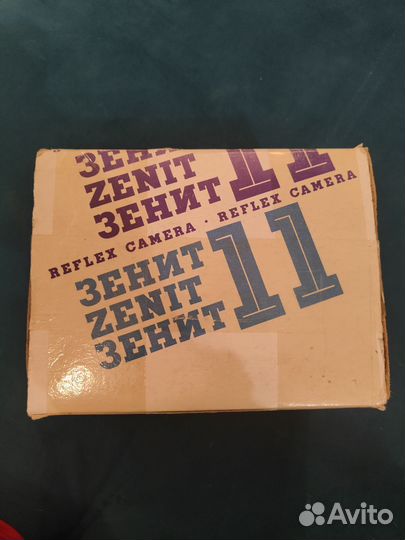 ЗЕНИТ 11
ZENIT
ЗЕНИТ
REFLEX CAMERA · REFLEX CAMERA
ЗЕНИТ 11
ZENIT
ЗЕНИТ
Avito